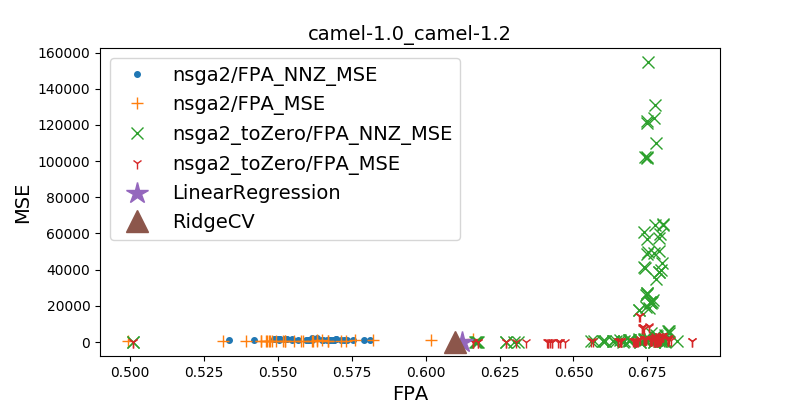 camel-1.0_camel-1.2
160000
140000
120000
100000
80000
60000
40000
20000
0
MSE
nsga2/FPA_NNZ_MSE
nsga2/FPA_MSE
nsga2_toZero/FPA_NNZ_MSE
nsga2_toZero/FPA_MSE
LinearRegression
RidgeCV
0.500 0.525 0.550 0.575 0.600 0.625 0.650 0.675
FPA